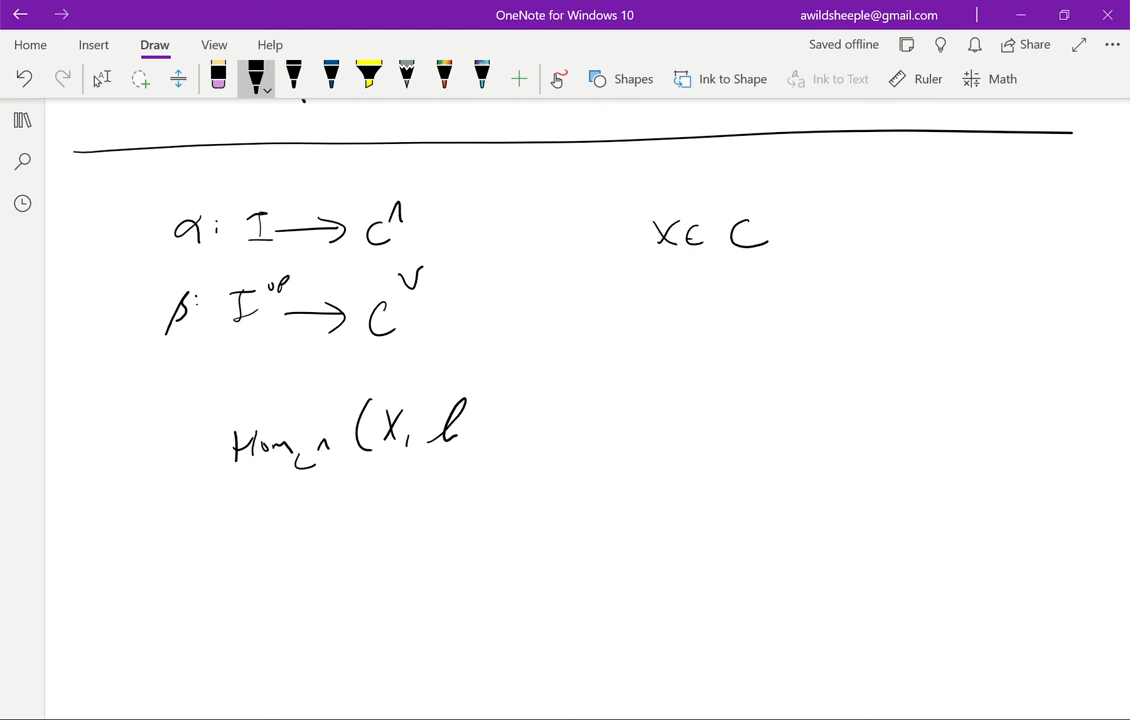 OneNote for Windows 10
awildsheeple@gmail.com
Home Insert Draw View Help
Saved offline
Share
Shapes
Ink to Shape
Ink to Text
Ruler
Math
α: I → C^∧
X ∈ C
β: I^op → C^∨
Hom_C^∧ (X, l